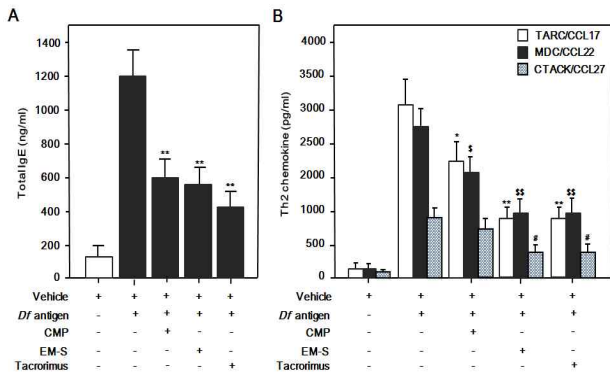 A
Total IgE (ng/ml)
1400
1200
1000
800
600
400
200
0
**
**
**
Vehicle + + + + +
Df antigen - + + + +
CMP - - + - -
EM-S - - - + -
Tacrorimus - - - - +
B
TARC/CCL17
MDC/CCL22
CTACK/CCL27
Th2 chemokine (pg/ml)
4000
3000
2500
2000
1500
1000
500
0
* $
** $$ #
** $$ #
Vehicle + + + + +
Df antigen - + + + +
CMP - - + - -
EM-S - - - + -
Tacrorimus - - - - +